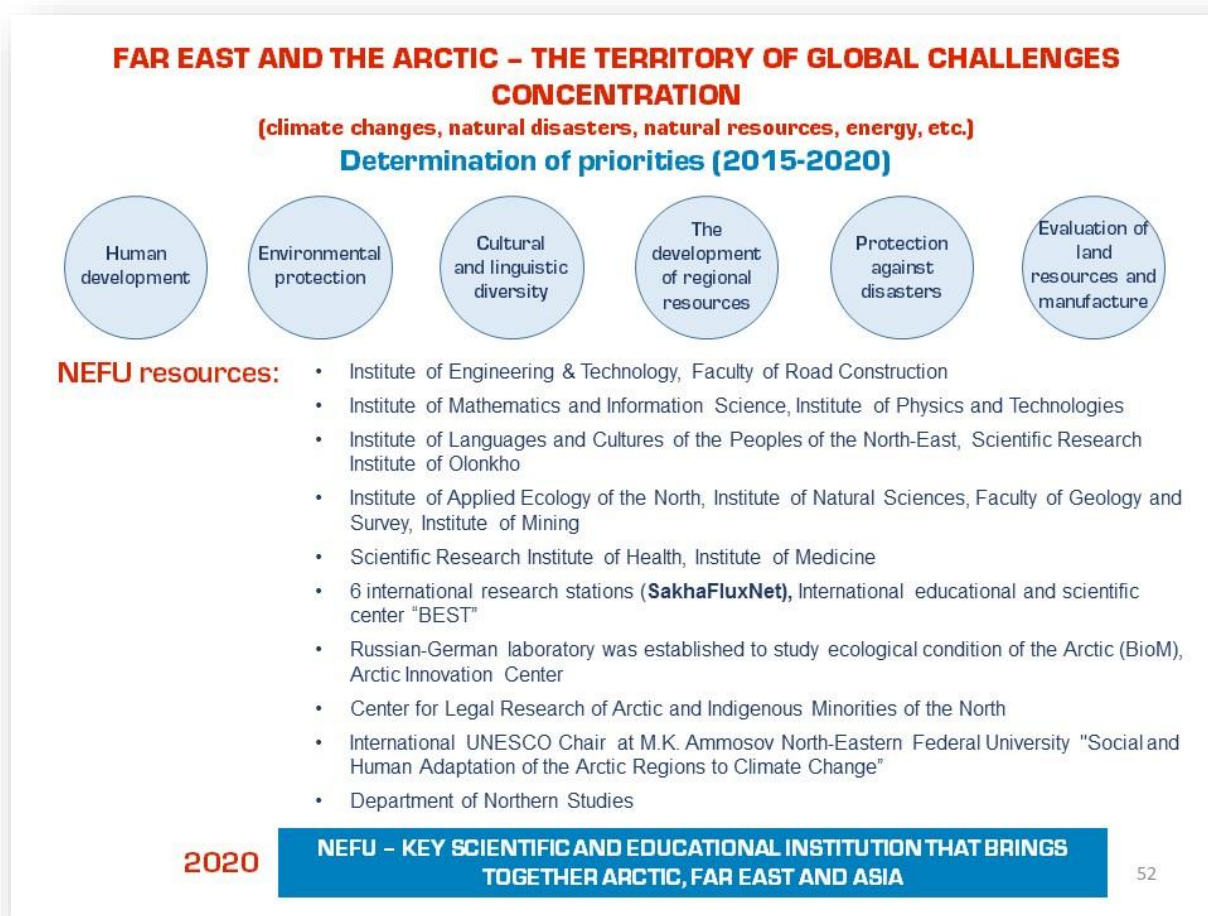 FAR EAST AND THE ARCTIC – THE TERRITORY OF GLOBAL CHALLENGES
CONCENTRATION
(climate changes, natural disasters, natural resources, energy, etc.)
Determination of priorities (2015-2020)
Human
development
Environmental
protection
Cultural
and linguistic
diversity
The
development
of regional
resources
Protection
against
disasters
Evaluation of
land
resources and
manufacture
NEFU resources:
• Institute of Engineering & Technology, Faculty of Road Construction
• Institute of Mathematics and Information Science, Institute of Physics and Technologies
• Institute of Languages and Cultures of the Peoples of the North-East, Scientific Research
Institute of Olonkho
• Institute of Applied Ecology of the North, Institute of Natural Sciences, Faculty of Geology and
Survey, Institute of Mining
• Scientific Research Institute of Health, Institute of Medicine
• 6 international research stations (SakhaFluxNet), International educational and scientific
center “BEST”
• Russian-German laboratory was established to study ecological condition of the Arctic (BioM),
Arctic Innovation Center
• Center for Legal Research of Arctic and Indigenous Minorities of the North
• International UNESCO Chair at M.K. Ammosov North-Eastern Federal University "Social and
Human Adaptation of the Arctic Regions to Climate Change”
• Department of Northern Studies
2020
NEFU – KEY SCIENTIFIC AND EDUCATIONAL INSTITUTION THAT BRINGS
TOGETHER ARCTIC, FAR EAST AND ASIA
52